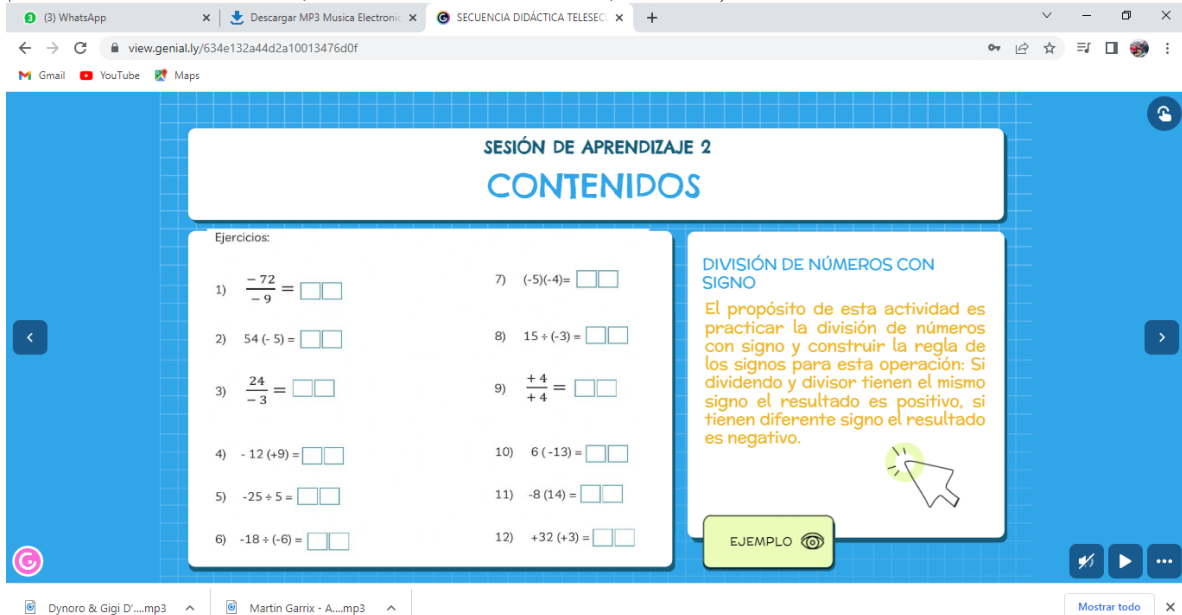 (3) WhatsApp
Descargar MP3 Musica Electronic
SECUENCIA DIDÁCTICA TELESEC
view.genial.ly/634e132a44d2a10013476d0f
Gmail YouTube Maps
SESIÓN DE APRENDIZAJE 2
CONTENIDOS
Ejercicios:
1) − 72 / − 9 =
2) 54 (- 5) =
3) 24 / − 3 =
4) - 12 (+9) =
5) -25 ÷ 5 =
6) -18 ÷ (-6) =
7) (-5)(-4)=
8) 15 ÷ (-3) =
9) + 4 / + 4 =
10) 6 ( -13) =
11) -8 (14) =
12) +32 (+3) =
DIVISIÓN DE NÚMEROS CON
SIGNO
El propósito de esta actividad es
practicar la división de números
con signo y construir la regla de
los signos para esta operación: Si
dividendo y divisor tienen el mismo
signo el resultado es positivo, si
tienen diferente signo el resultado
es negativo.
EJEMPLO
Dynoro & Gigi D'....mp3
Martin Garrix - A....mp3
Mostrar todo